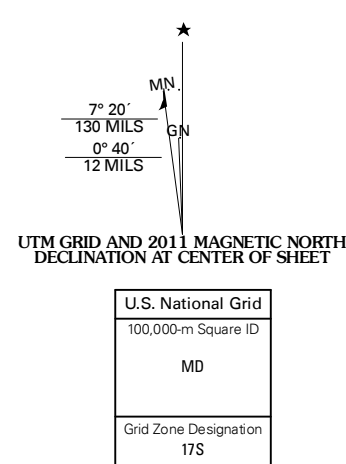 MN
7° 20´
130 MILS
GN
0° 40´
12 MILS
UTM GRID AND 2011 MAGNETIC NORTH
DECLINATION AT CENTER OF SHEET
U.S. National Grid
100,000-m Square ID
MD
Grid Zone Designation
17S